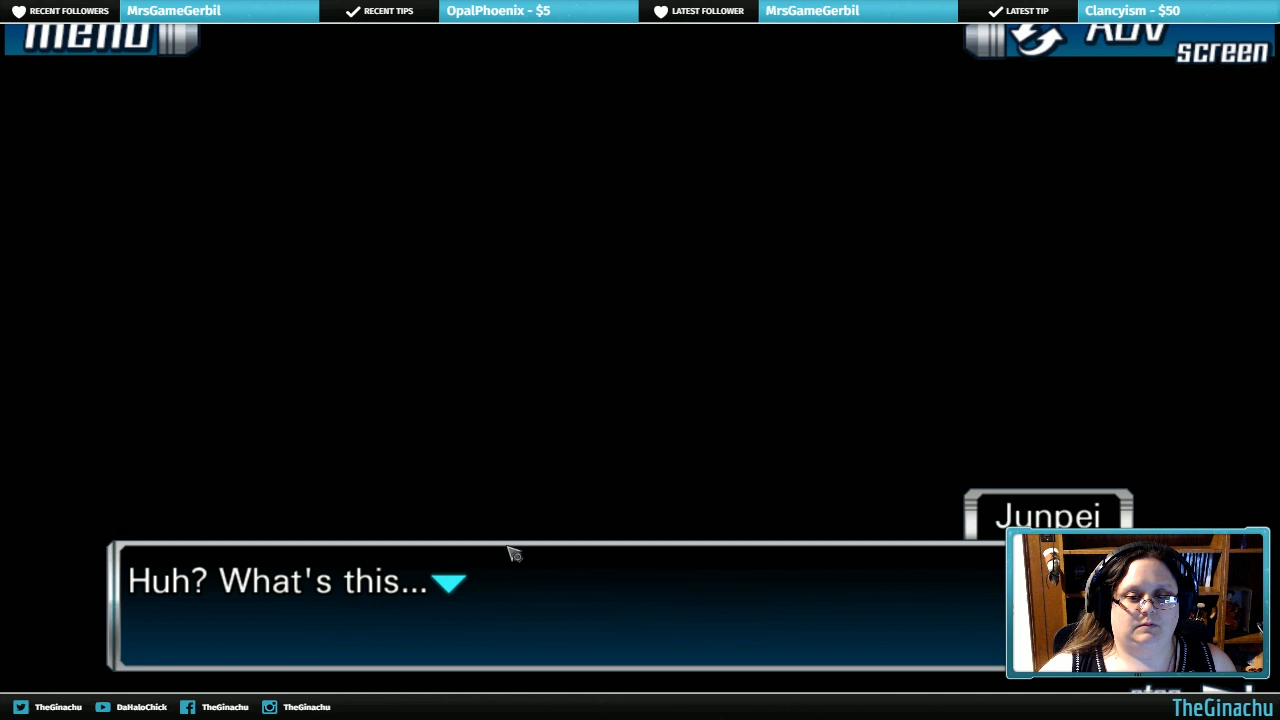 RECENT FOLLOWERS MrsGameGerbil RECENT TIPS OpalPhoenix - $5 LATEST FOLLOWER MrsGameGerbil LATEST TIP Clancyism - $50
menu
ADV
screen
Junpei
Huh? What's this...
TheGinachu DaHaloChick TheGinachu TheGinachu TheGinachu